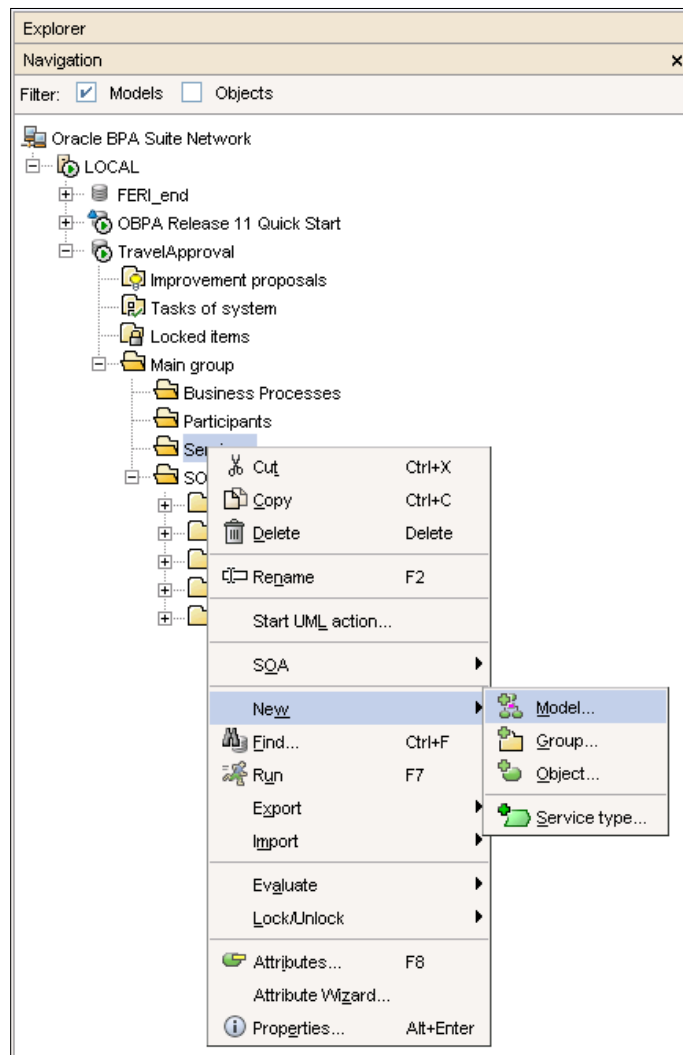 Explorer
Navigation
Filter: Models Objects
Oracle BPA Suite Network
LOCAL
FERI_end
OBPA Release 11 Quick Start
TravelApproval
Improvement proposals
Tasks of system
Locked items
Main group
Business Processes
Participants
Cut Ctrl+X
Copy Ctrl+C
Delete Delete
Rename F2
Start UML action...
SOA
New
Model...
Find... Ctrl+F
Group...
Run F7
Object...
Export
Service type...
Import
Evaluate
Lock/Unlock
Attributes... F8
Attribute Wizard...
Properties... Alt+Enter